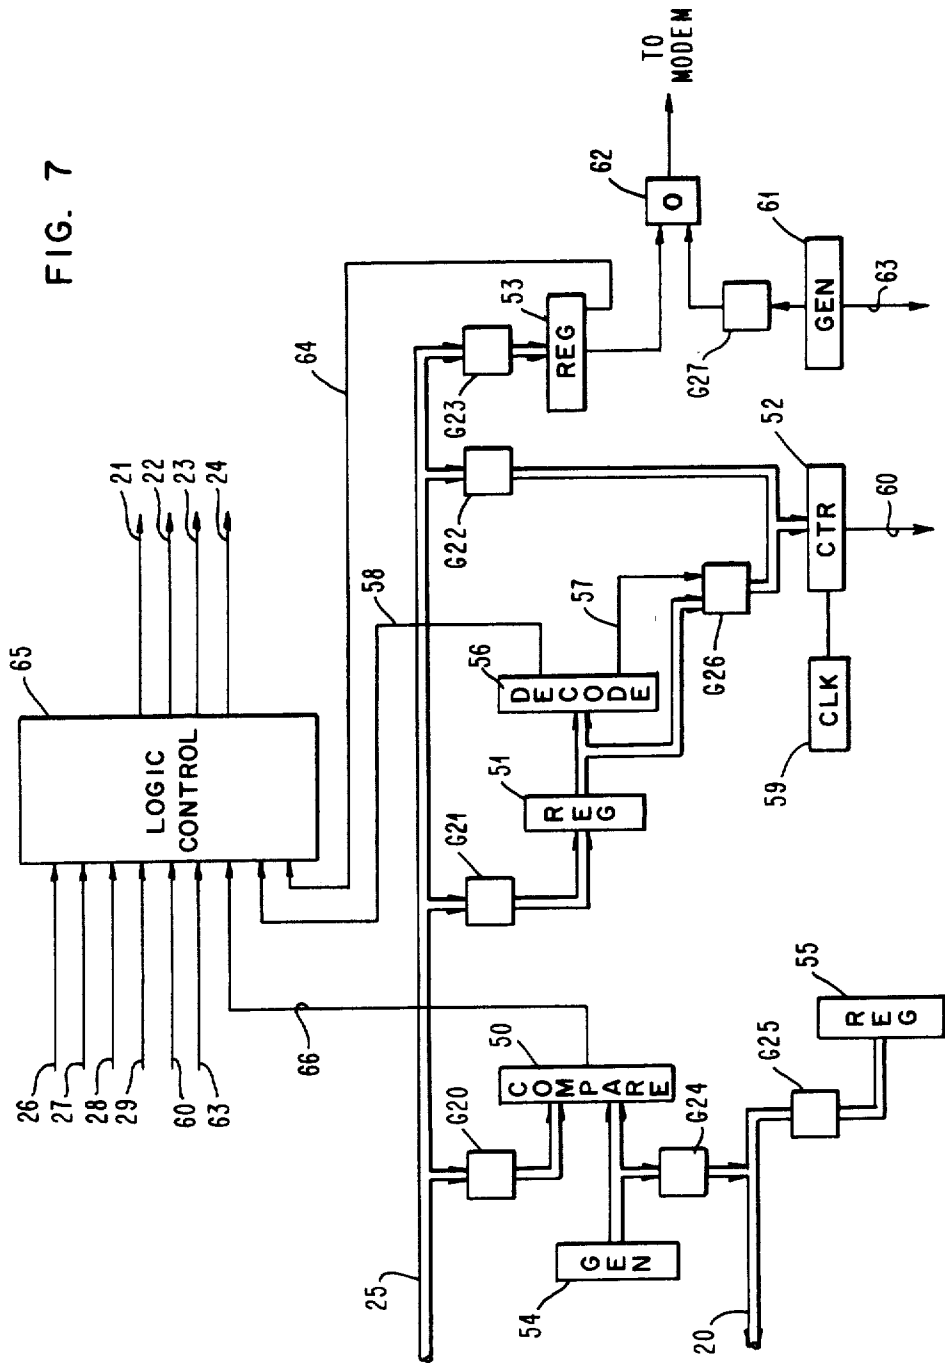 FIG. 7
65
LOGIC
CONTROL
21
22
23
24
26
27
28
29
60
63
66
58
64
25
G20
G21
G22
G23
50
COMPARE
51
REG
56
DECODE
57
53
REG
62
O
TO
MODEM
54
GEN
G24
G25
55
REG
20
G26
59
CLK
52
CTR
60
G27
61
GEN
63